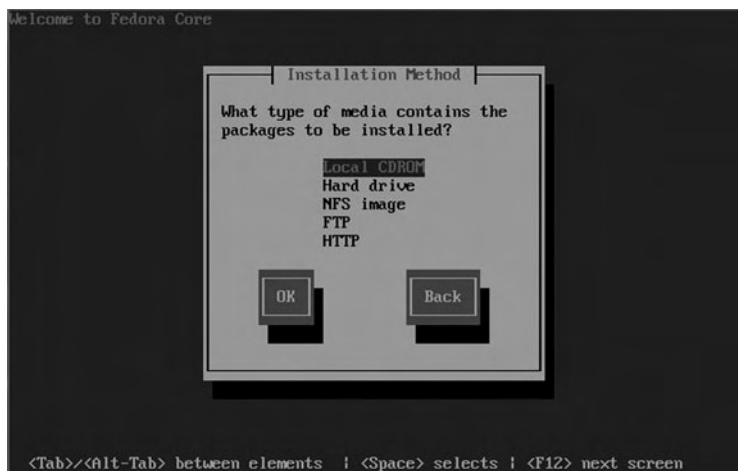 Welcome to Fedora Core
Installation Method
What type of media contains the
packages to be installed?
Local CDROM
Hard drive
NFS image
FTP
HTTP
OK Back
<Tab>/<Alt-Tab> between elements | <Space> selects | <F12> next screen